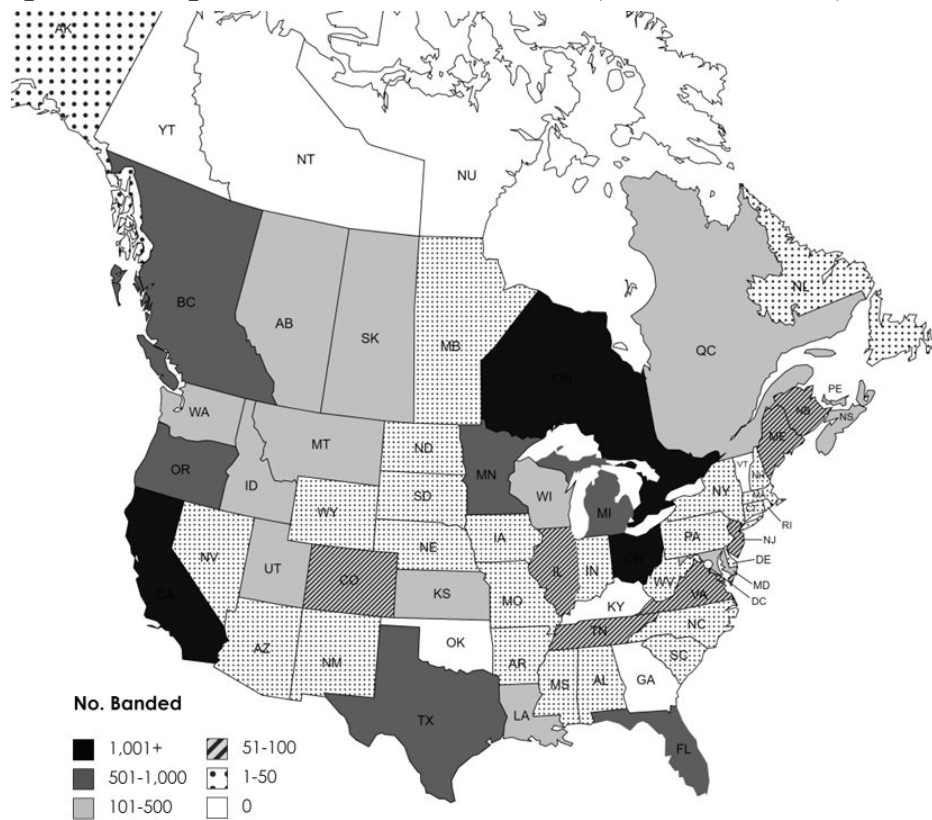 AK
YT
NT
NU
BC
AB
SK
MB
ON
QC
NL
PE
NB
NS
ME
WA
MT
ND
MN
OR
ID
WY
SD
WI
MI
VT
NH
NY
MA
CT
RI
NV
UT
CO
NE
IA
IL
IN
OH
PA
NJ
DE
MD
DC
WV
VA
CA
KS
MO
KY
TN
NC
AZ
NM
OK
AR
SC
MS
AL
GA
TX
LA
FL
No. Banded
1,001+
51-100
501-1,000
1-50
101-500
0